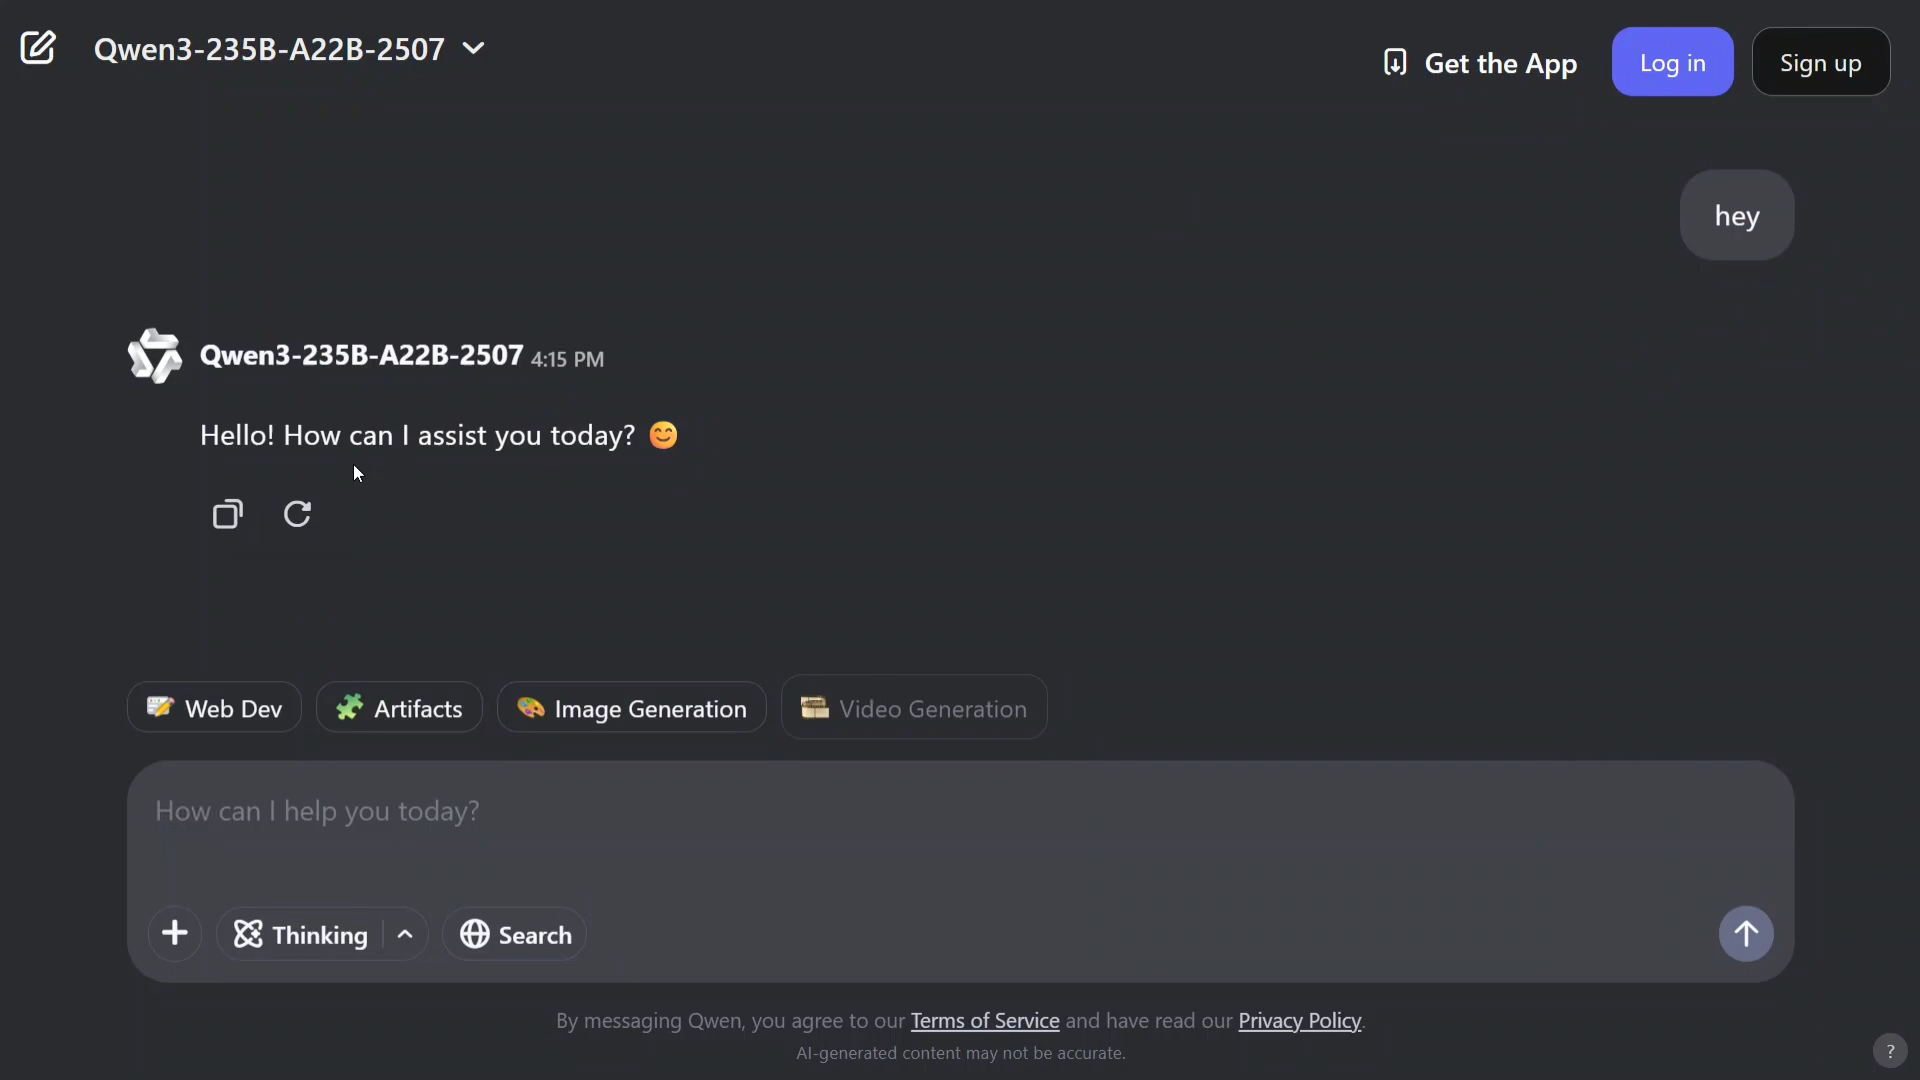 Qwen3-235B-A22B-2507
Get the App
Log in
Sign up
hey
Qwen3-235B-A22B-2507 4:15 PM
Hello! How can I assist you today? 😊
Web Dev
Artifacts
Image Generation
Video Generation
How can I help you today?
Thinking
Search
By messaging Qwen, you agree to our Terms of Service and have read our Privacy Policy.
AI-generated content may not be accurate.
?